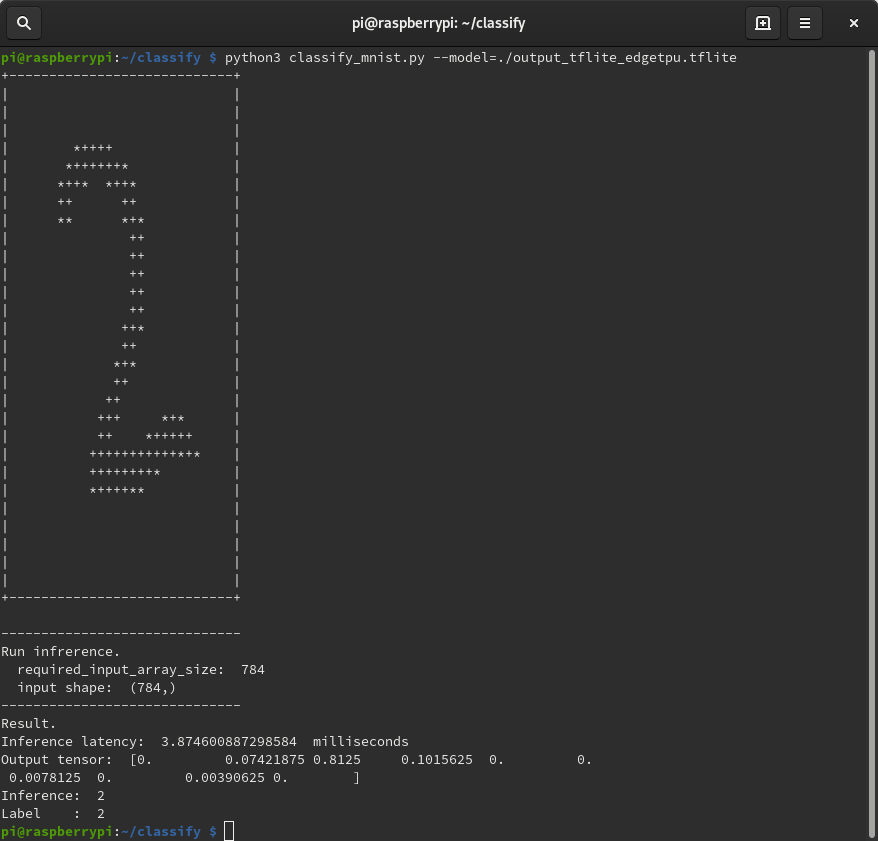 pi@raspberrypi: ~/classify
pi@raspberrypi:~/classify $ python3 classify_mnist.py --model=./output_tflite_edgetpu.tflite
+----------------------------+
|                            |
|                            |
|                            |
|        *++++               |
|       *+++++++*            |
|      *++*  *++*            |
|      ++      ++            |
|      **      *+*           |
|               ++           |
|               ++           |
|               ++           |
|               ++           |
|               ++           |
|              ++*           |
|              ++            |
|             *+*            |
|             ++             |
|            ++              |
|           +++     *+*      |
|           ++    *+++++     |
|          ++++++++++++*+*   |
|          ++++++++*         |
|          *+++++*           |
|                            |
|                            |
|                            |
|                            |
|                            |
+----------------------------+
------------------------------
Run infrerence.
  required_input_array_size:  784
  input shape:  (784,)
------------------------------
Result.
Inference latency:  3.874600887298584  milliseconds
Output tensor:  [0.         0.07421875 0.8125     0.1015625  0.         0.
 0.0078125  0.         0.00390625 0.        ]
Inference:  2
Label    :  2
pi@raspberrypi:~/classify $